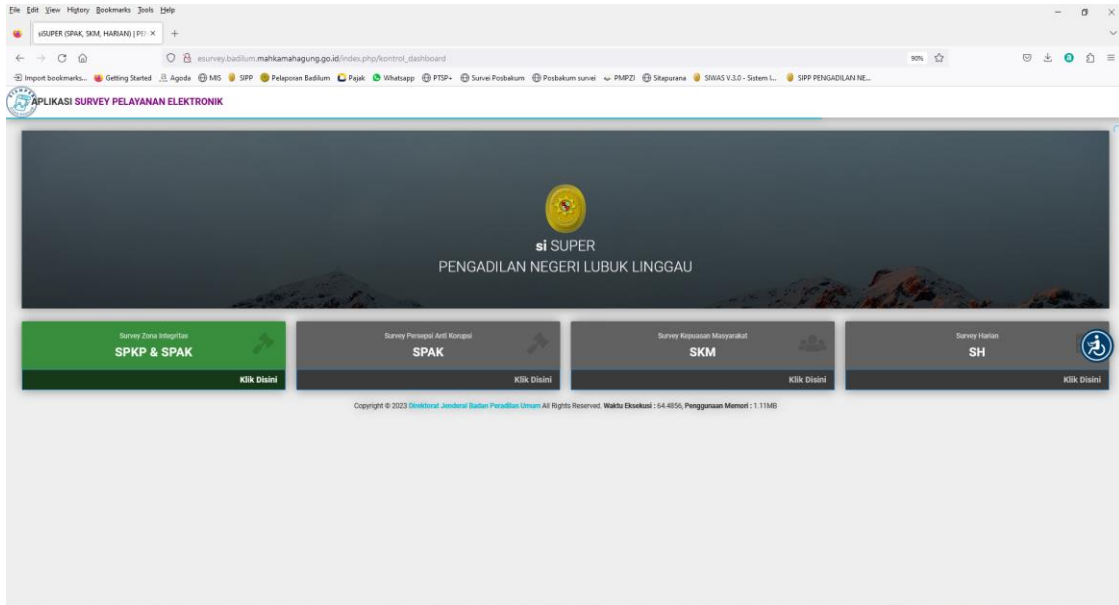 File Edit View History Bookmarks Tools Help
siSUPER (SPAK, SKM, HARIAN) | PE
esurvey.badilum.mahkamahagung.go.id/index.php/kontrol_dashboard
90%
Import bookmarks... Getting Started Agoda MIS SIPP Pelaporan Badilum Pajak Whatsapp PTSP+ Survei Posbakum Posbakum survei PMPZI Sitapurana SIWAS V.3.0 - Sistem I... SIPP PENGADILAN NE...
APLIKASI SURVEY PELAYANAN ELEKTRONIK
si SUPER
PENGADILAN NEGERI LUBUK LINGGAU
Survey Zona Integritas
SPKP & SPAK
Klik Disini
Survey Persepsi Anti Korupsi
SPAK
Klik Disini
Survey Kepuasan Masyarakat
SKM
Klik Disini
Survey Harian
SH
Klik Disini
Copyright © 2023 Direktorat Jenderal Badan Peradilan Umum All Rights Reserved. Waktu Eksekusi : 64.4856, Penggunaan Memori : 1.11MB